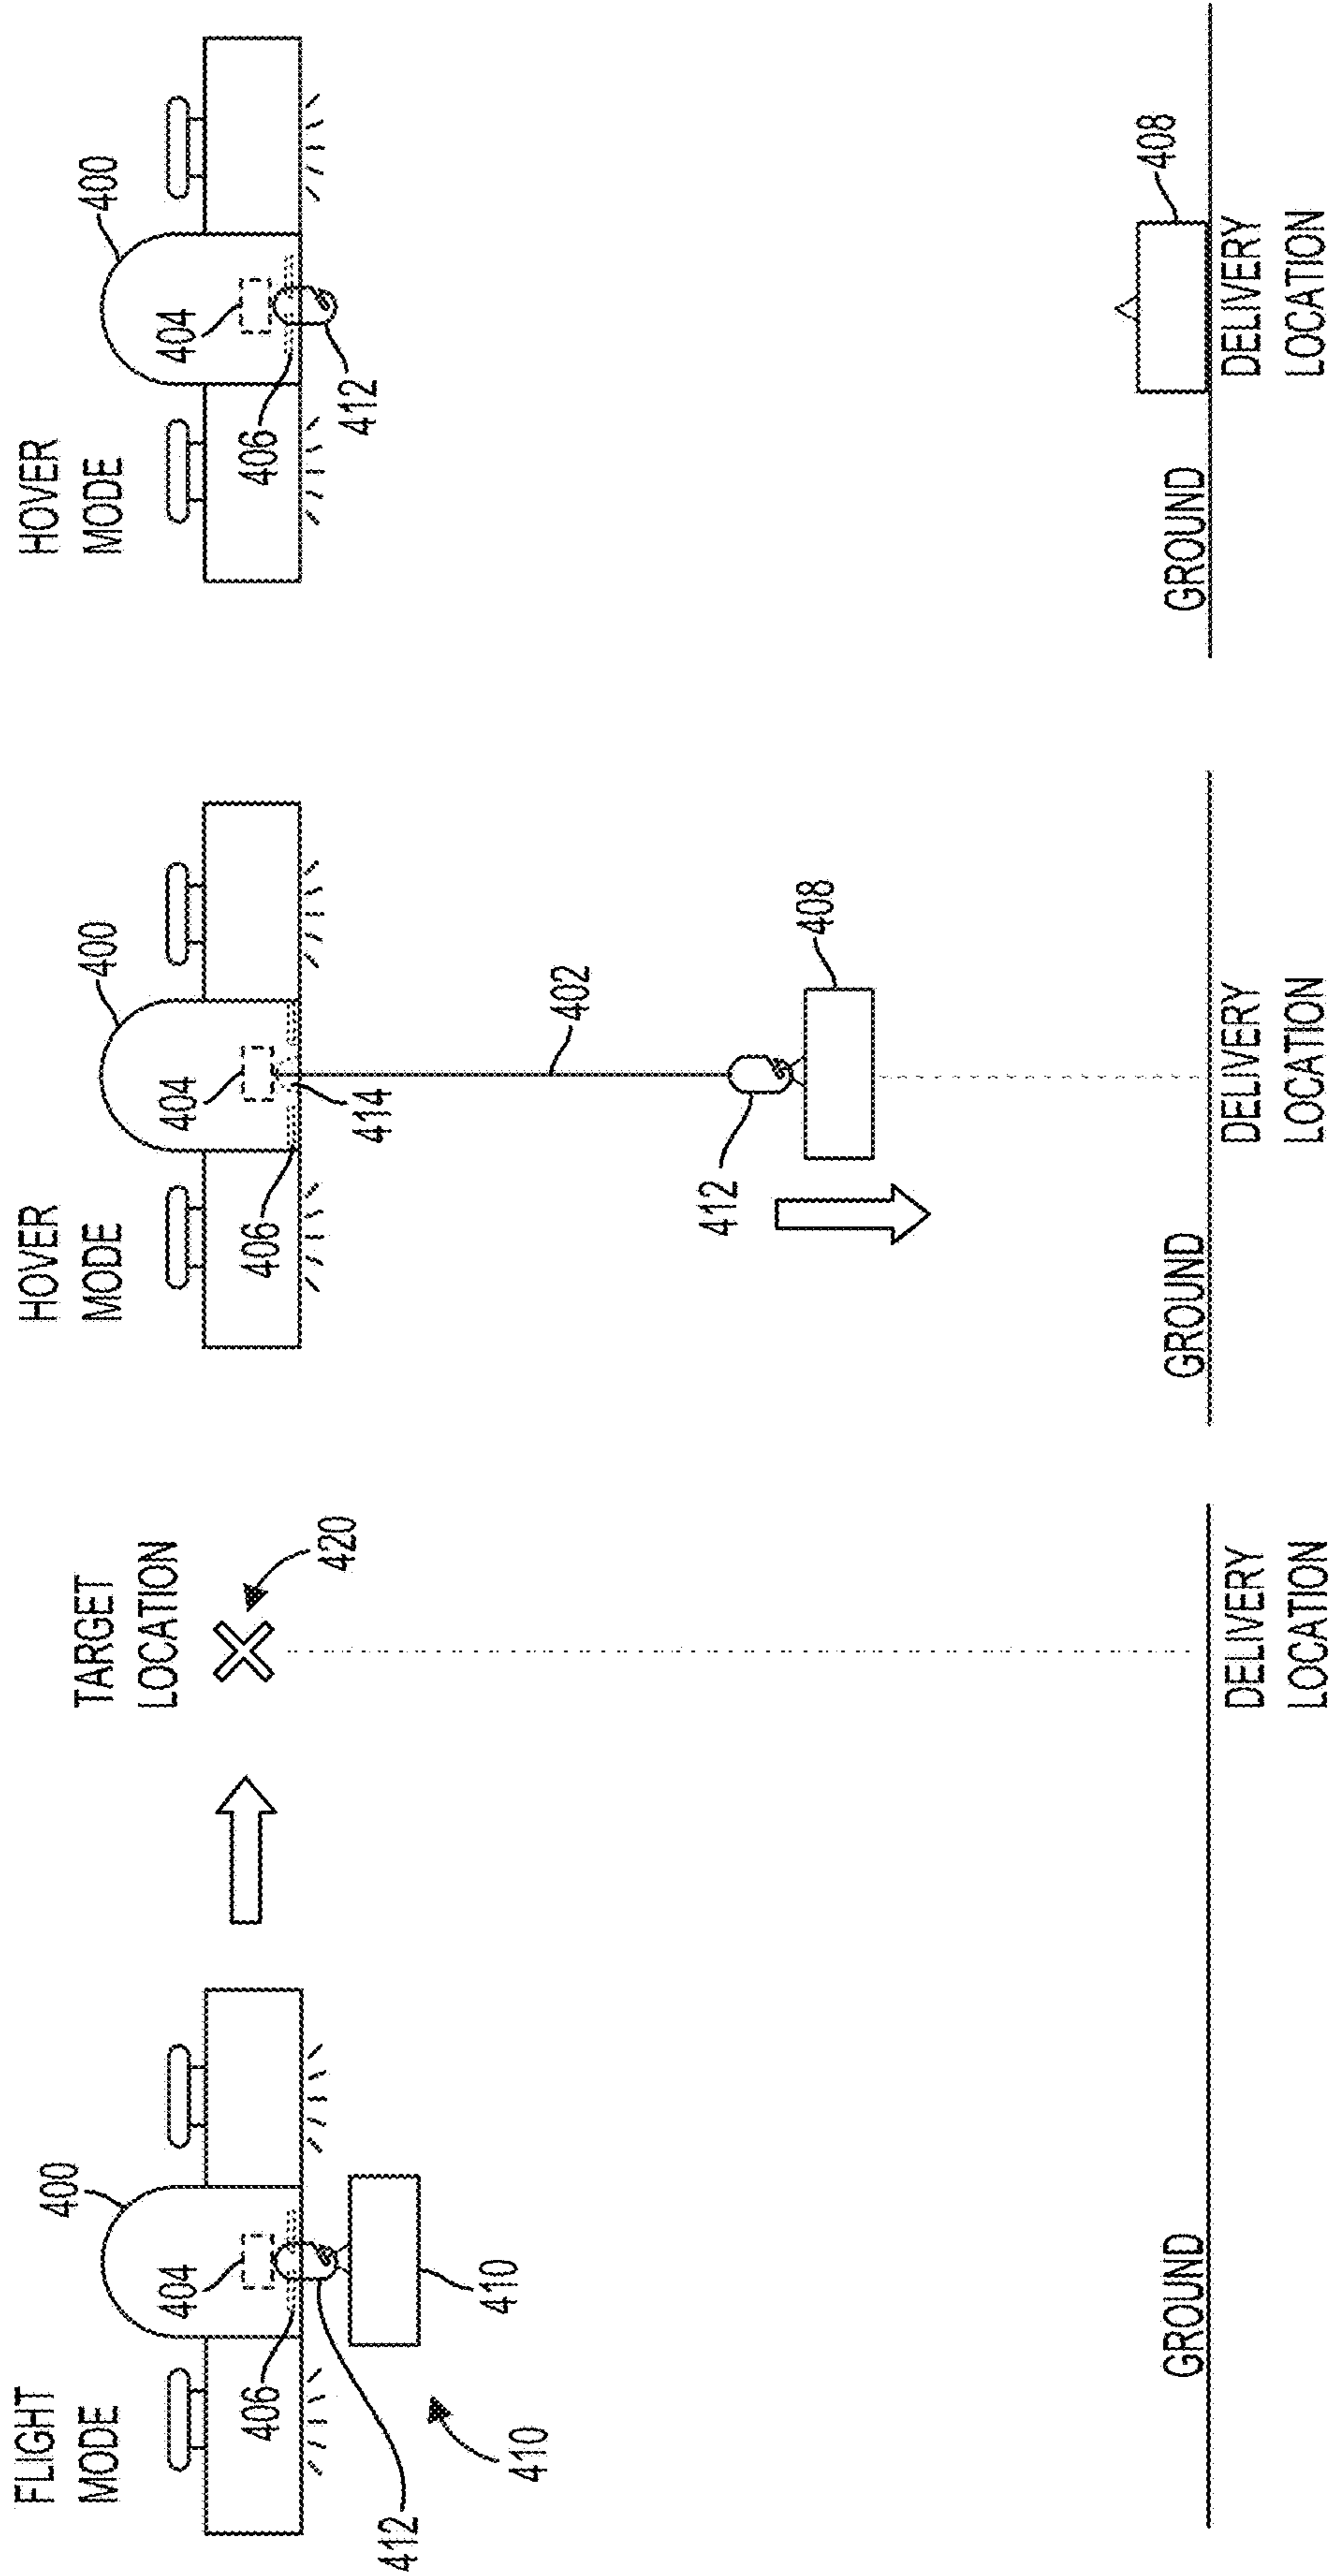 FLIGHT
MODE
400
404
406
412
410
410
TARGET
LOCATION
420
GROUND
DELIVERY
LOCATION
HOVER
MODE
400
404
406
414
402
412
408
GROUND
DELIVERY
LOCATION
HOVER
MODE
400
404
406
412
408
GROUND
DELIVERY
LOCATION